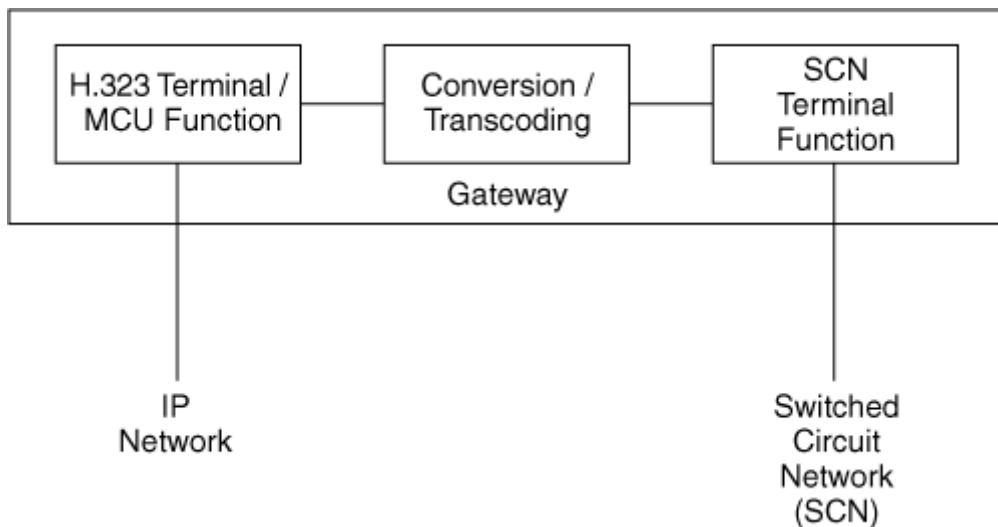 H.323 Terminal /
MCU Function
Conversion /
Transcoding
SCN
Terminal
Function
Gateway
IP
Network
Switched
Circuit
Network
(SCN)